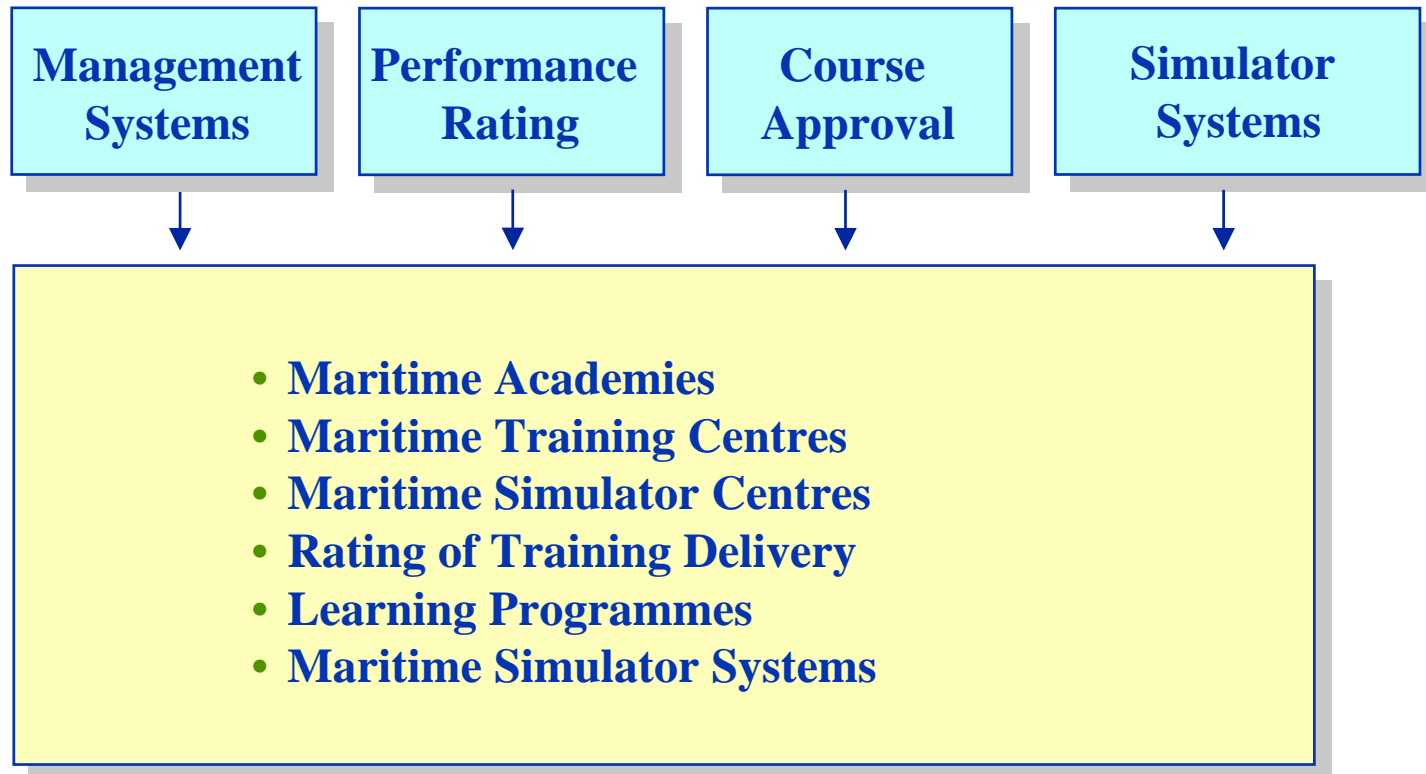 Management
Systems
Performance
Rating
Course
Approval
Simulator
Systems
• Maritime Academies
• Maritime Training Centres
• Maritime Simulator Centres
• Rating of Training Delivery
• Learning Programmes
• Maritime Simulator Systems